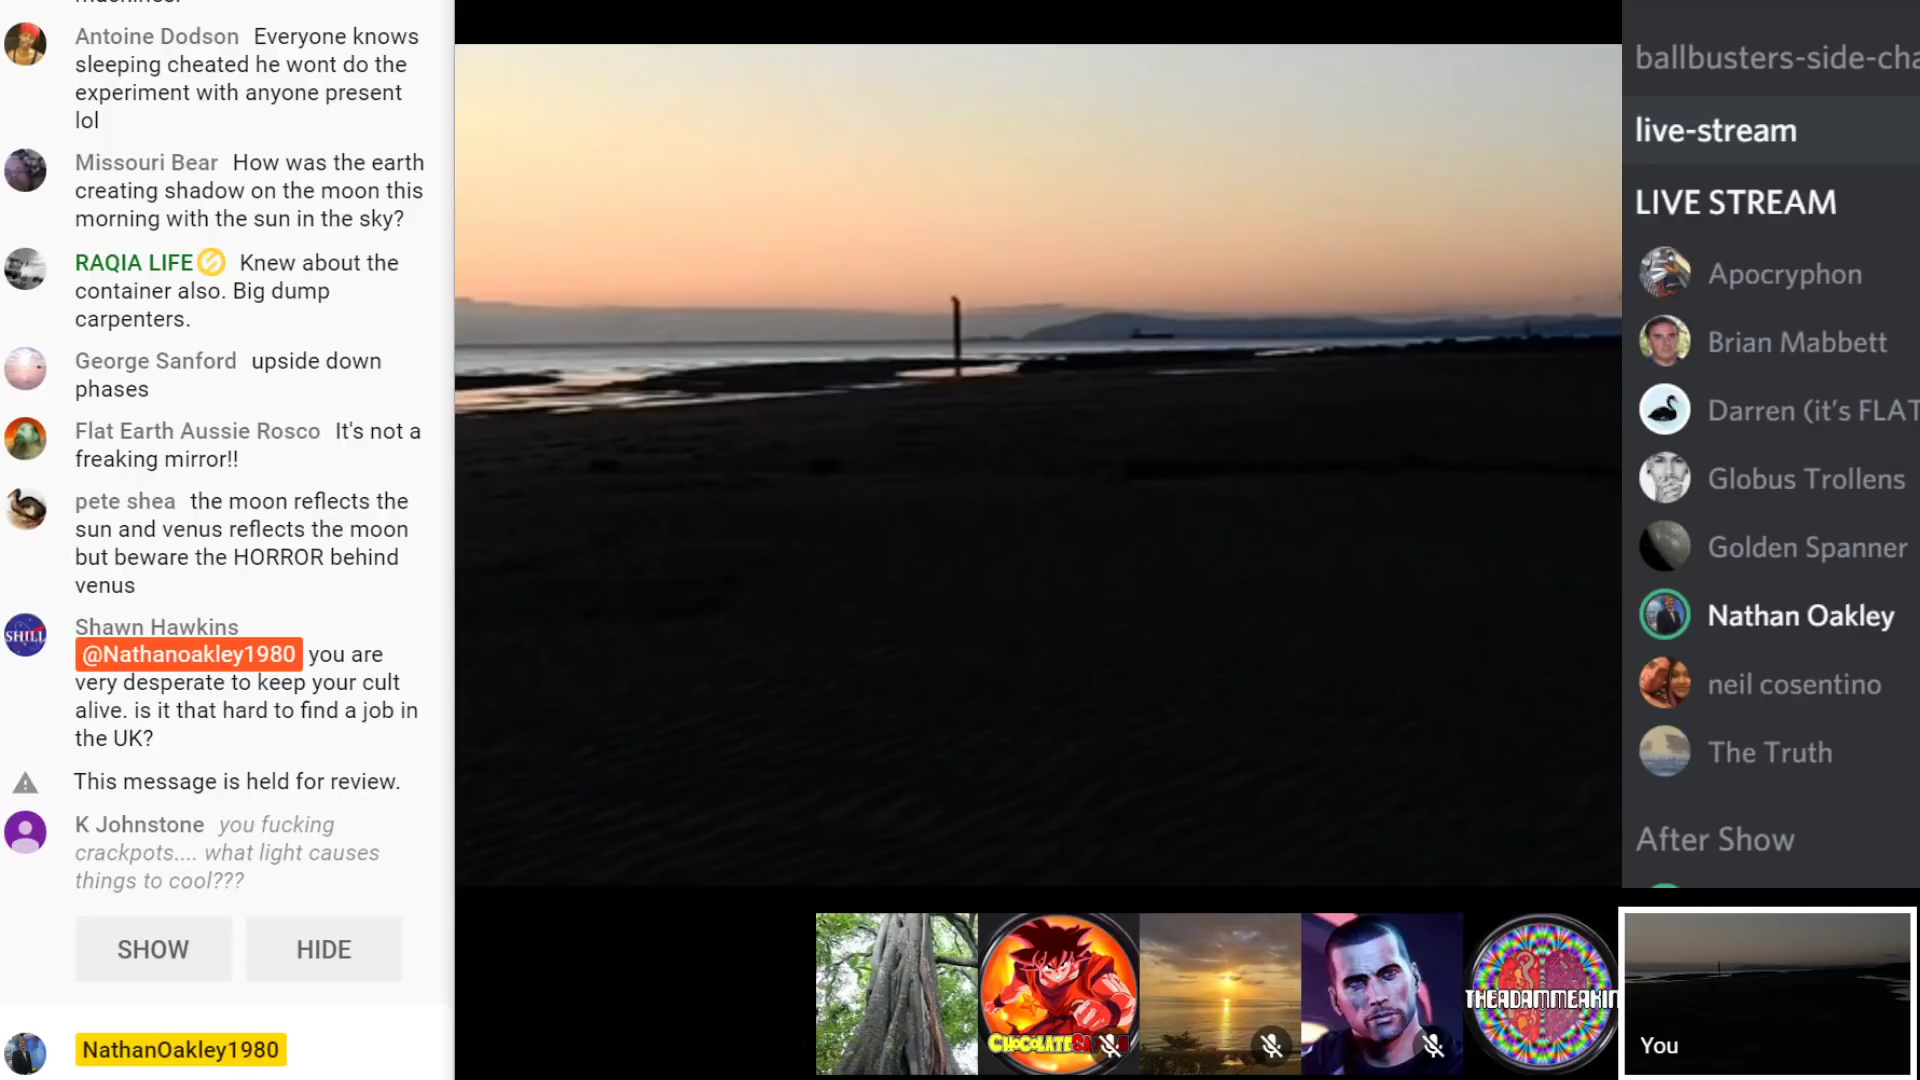 Antoine Dodson Everyone knows
sleeping cheated he wont do the
experiment with anyone present
lol
Missouri Bear How was the earth
creating shadow on the moon this
morning with the sun in the sky?
RAQIA LIFE Knew about the
container also. Big dump
carpenters.
George Sanford upside down
phases
Flat Earth Aussie Rosco It's not a
freaking mirror!!
pete shea the moon reflects the
sun and venus reflects the moon
but beware the HORROR behind
venus
SHILL
Shawn Hawkins
@Nathanoakley1980 you are
very desperate to keep your cult
alive. is it that hard to find a job in
the UK?
This message is held for review.
K Johnstone you fucking
crackpots.... what light causes
things to cool???
SHOW HIDE
NathanOakley1980
ballbusters-side-cha
live-stream
LIVE STREAM
Apocryphon
Brian Mabbett
Darren (it's FLAT
Globus Trollens
Golden Spanner
Nathan Oakley
neil cosentino
The Truth
After Show
THEADAMMEAKIN
You